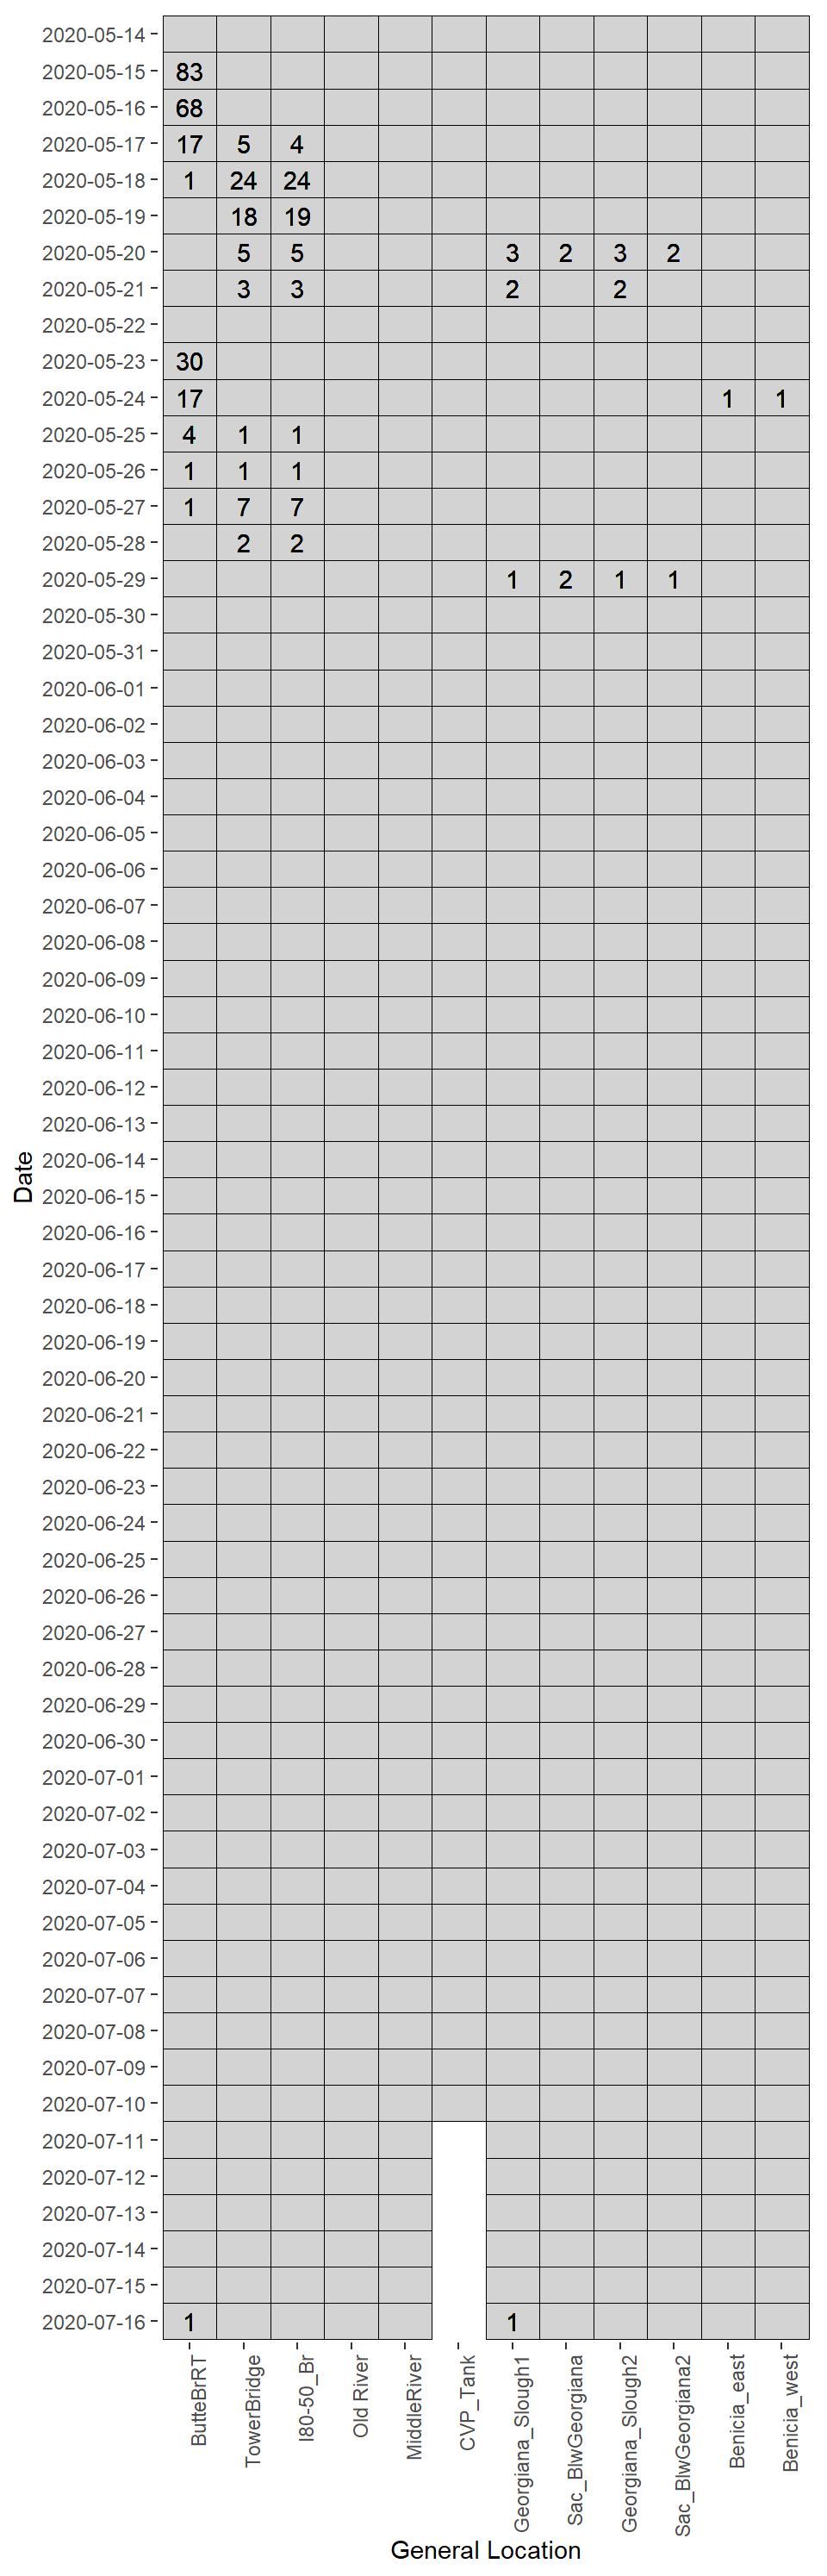 2020-05-14
2020-05-15 83
2020-05-16 68
2020-05-17 17 5 4
2020-05-18 1 24 24
2020-05-19 18 19
2020-05-20 5 5 3 2 3 2
2020-05-21 3 3 2 2
2020-05-22
2020-05-23 30
2020-05-24 17 1 1
2020-05-25 4 1 1
2020-05-26 1 1 1
2020-05-27 1 7 7
2020-05-28 2 2
2020-05-29 1 2 1 1
2020-05-30
2020-05-31
2020-06-01
2020-06-02
2020-06-03
2020-06-04
2020-06-05
2020-06-06
2020-06-07
2020-06-08
2020-06-09
2020-06-10
2020-06-11
2020-06-12
2020-06-13
2020-06-14
2020-06-15
2020-06-16
2020-06-17
2020-06-18
2020-06-19
2020-06-20
2020-06-21
2020-06-22
2020-06-23
2020-06-24
2020-06-25
2020-06-26
2020-06-27
2020-06-28
2020-06-29
2020-06-30
2020-07-01
2020-07-02
2020-07-03
2020-07-04
2020-07-05
2020-07-06
2020-07-07
2020-07-08
2020-07-09
2020-07-10
2020-07-11
2020-07-12
2020-07-13
2020-07-14
2020-07-15
2020-07-16 1 1
Date
ButteBrRT
TowerBridge
I80-50_Br
Old River
MiddleRiver
CVP_Tank
Georgiana_Slough1
Sac_BlwGeorgiana
Georgiana_Slough2
Sac_BlwGeorgiana2
Benicia_east
Benicia_west
General Location